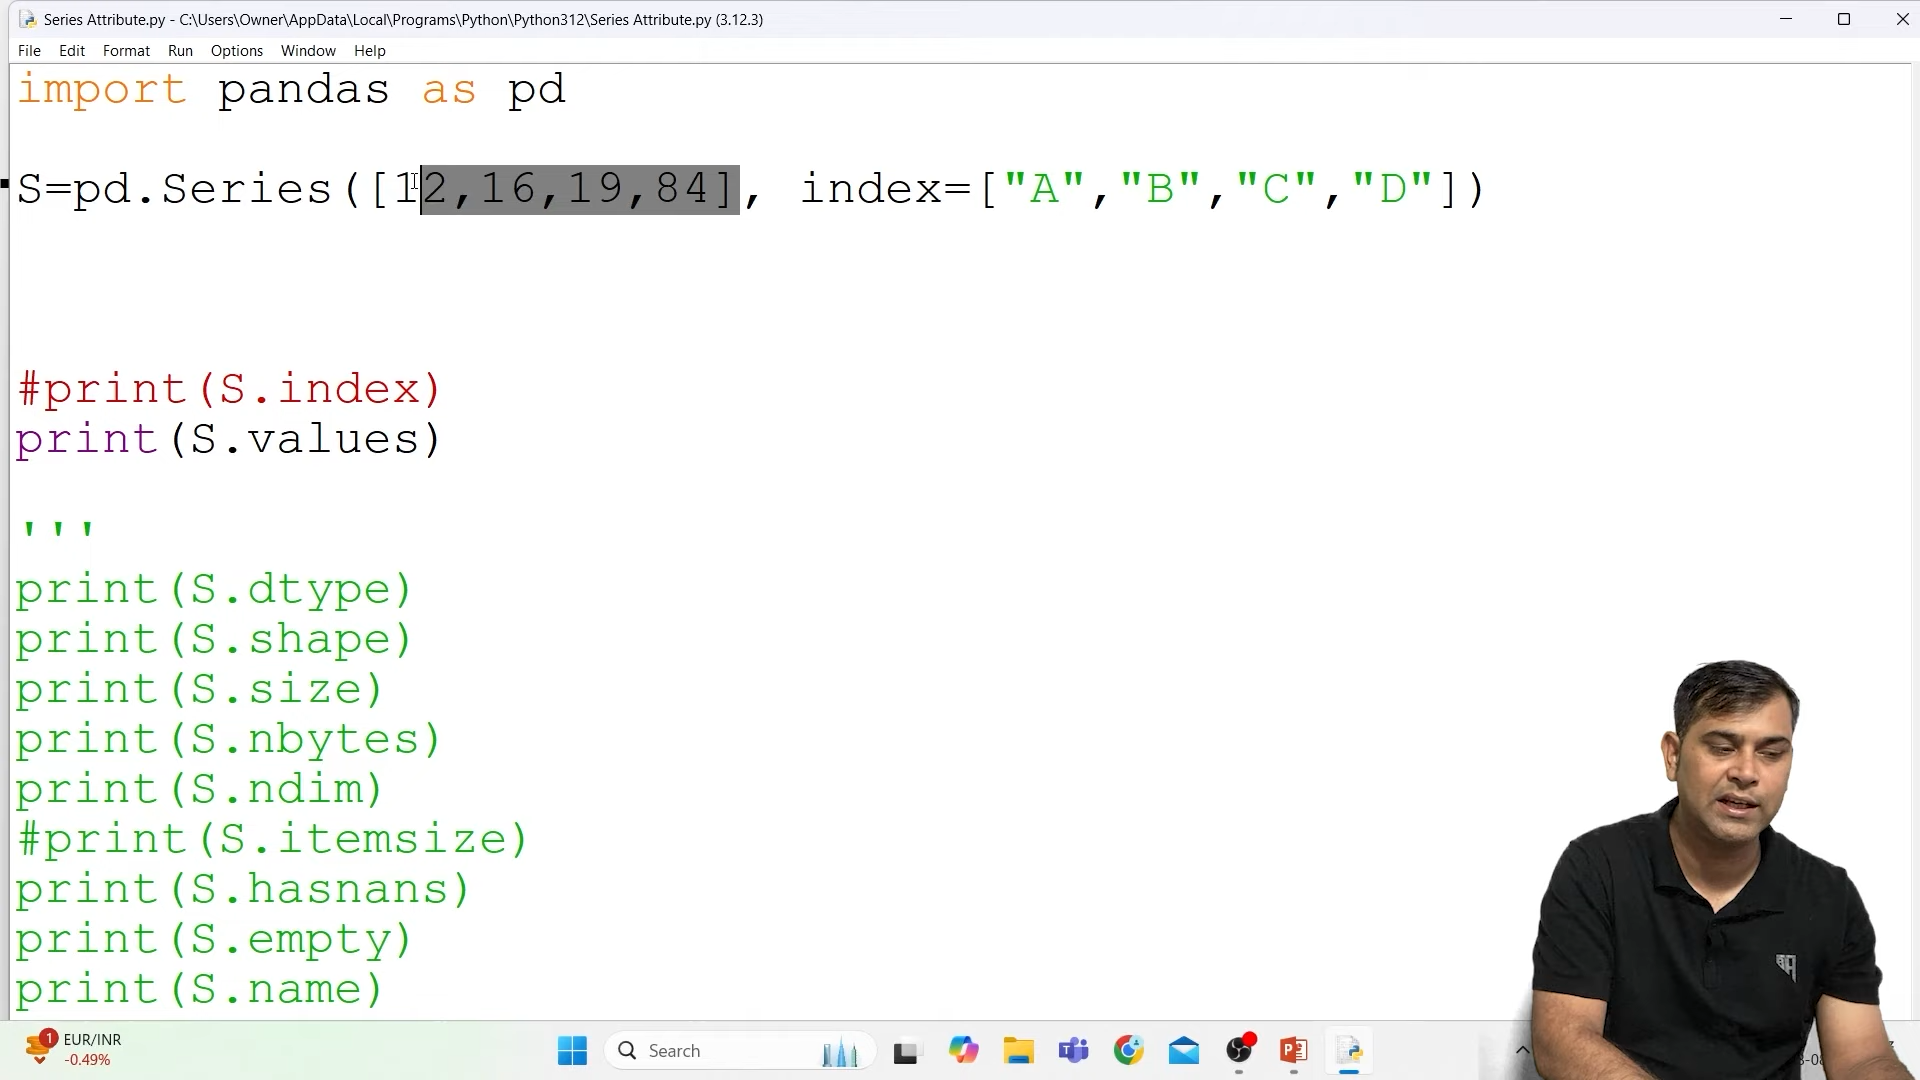 Series Attribute.py - C:\Users\Owner\AppData\Local\Programs\Python\Python312\Series Attribute.py (3.12.3)
File Edit Format Run Options Window Help
import pandas as pd
S=pd.Series([12,16,19,84], index=["A","B","C","D"])
#print(S.index)
print(S.values)
'''
print(S.dtype)
print(S.shape)
print(S.size)
print(S.nbytes)
print(S.ndim)
#print(S.itemsize)
print(S.hasnans)
print(S.empty)
print(S.name)
1
EUR/INR
-0.49%
Search